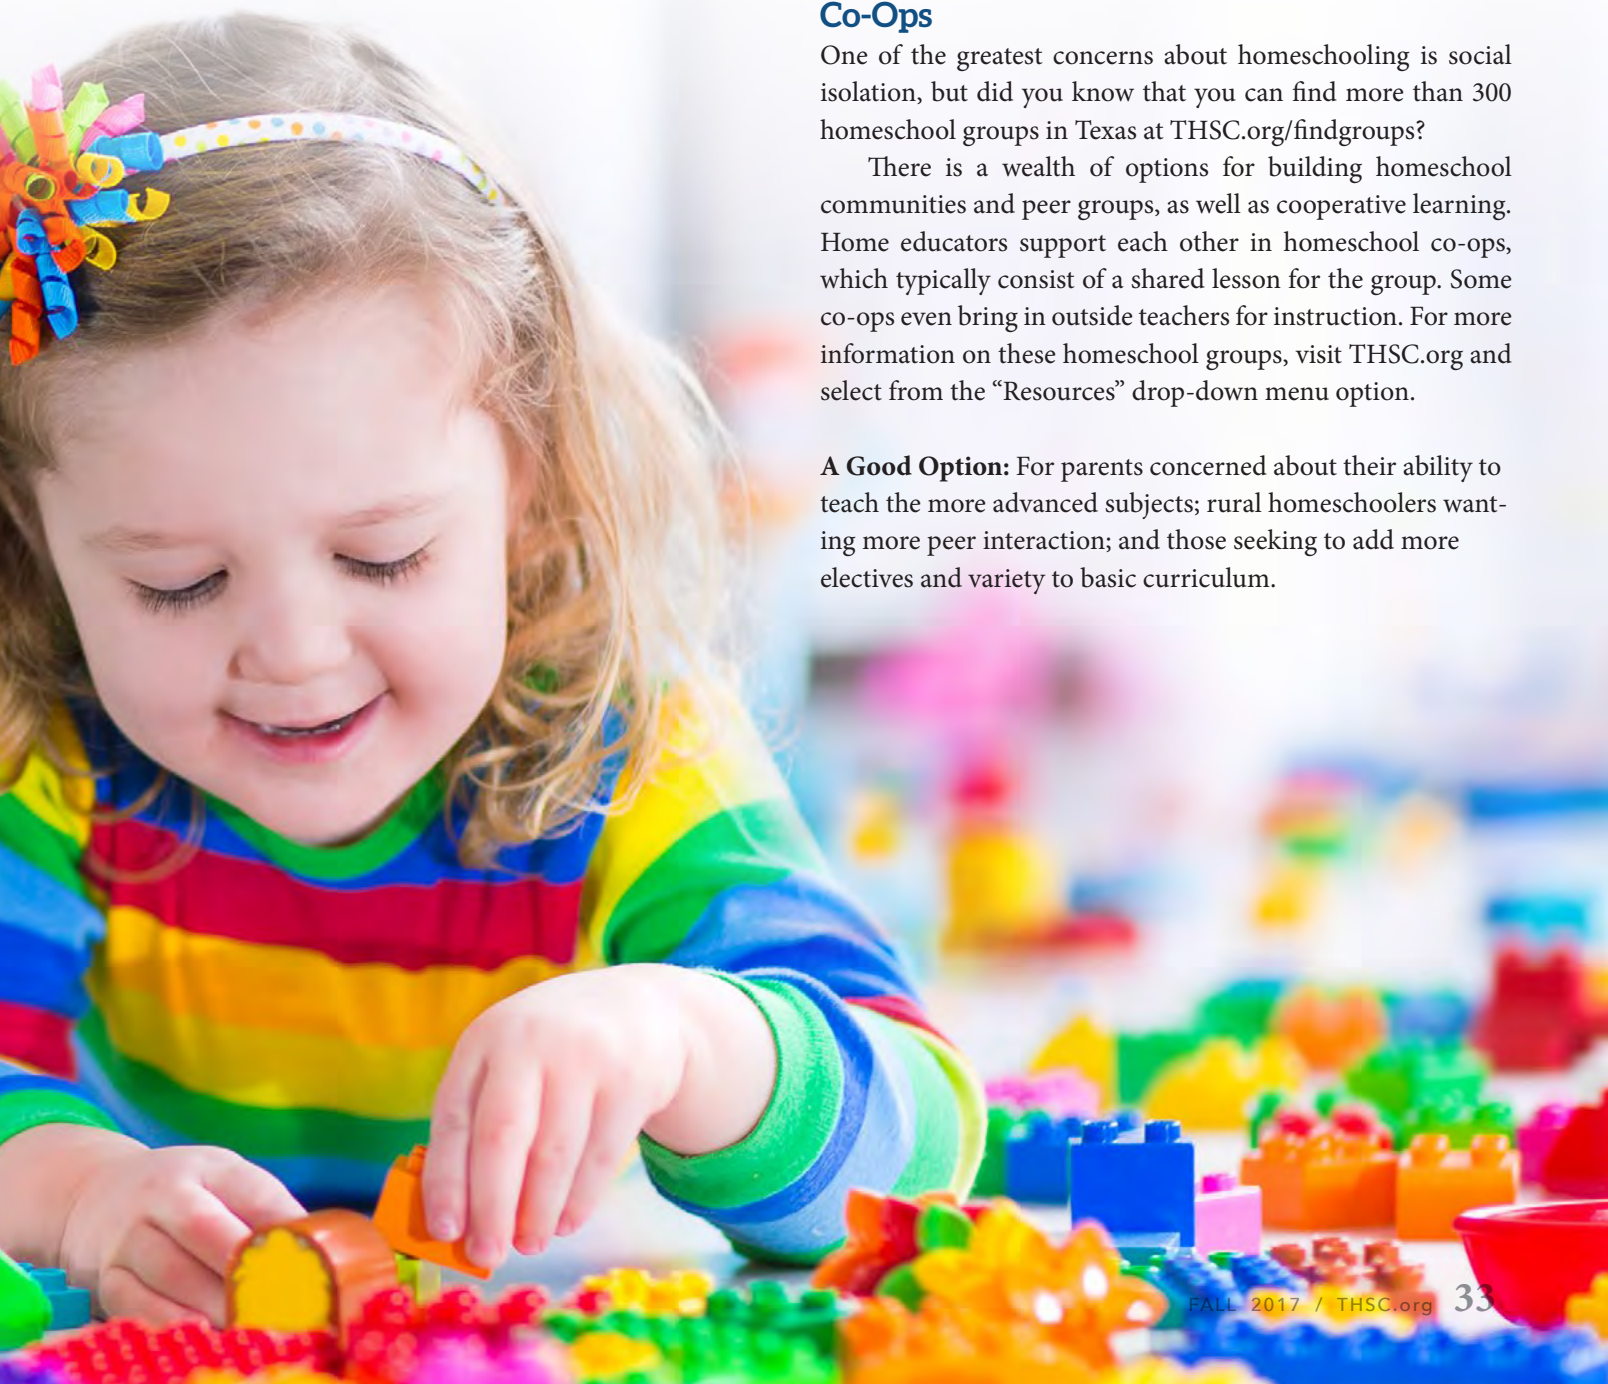 Co-Ops
One of the greatest concerns about homeschooling is social
isolation, but did you know that you can find more than 300
homeschool groups in Texas at THSC.org/findgroups?
There is a wealth of options for building homeschool
communities and peer groups, as well as cooperative learning.
Home educators support each other in homeschool co-ops,
which typically consist of a shared lesson for the group. Some
co-ops even bring in outside teachers for instruction. For more
information on these homeschool groups, visit THSC.org and
select from the “Resources” drop-down menu option.
A Good Option: For parents concerned about their ability to
teach the more advanced subjects; rural homeschoolers want-
ing more peer interaction; and those seeking to add more
electives and variety to basic curriculum.
FALL 2017 / THSC.org 33